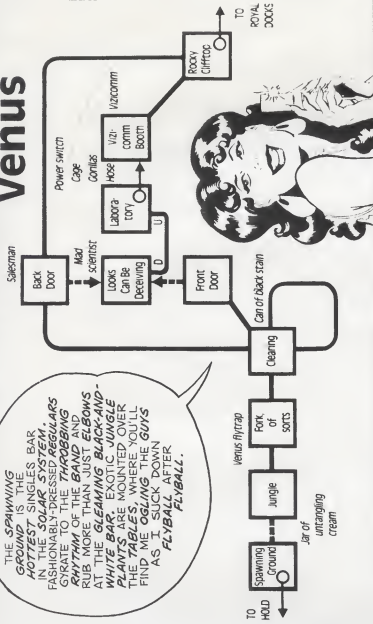 Venus
THE SPAWNING
GROUND IS THE
HOTTEST SINGLES BAR
IN THE SOLAR SYSTEM.
FASHIONABLY-DRESSED REGULARS
GYRATE TO THE THROBBING
RHYTHM OF THE BAND AND
RUB MORE THAN JUST ELBOWS
AT THE GLEAMING BLACK-AND-
WHITE BAR. EXOTIC JUNGLE
PLANTS ARE MOUNTED OVER
THE TABLES, WHERE YOU'LL
FIND ME OGLING THE GUYS
AS I SUCK DOWN
FLYBALL AFTER
FLYBALL.
Salesman
Back
Door
Mad
scientist
Looks
Can Be
Deceiving
D
U
Front
Door
Power switch
Cage
Gorillas
Hose
Labora-
tory
Vizicomm
Vizi-
comm
Booth
Rocky
Clifftop
TO
ROYAL
DOCKS
Can of black stain
Clearing
Venus flytrap
Fork,
of
sorts
Jungle
Jar of
untangling
cream
Spawning
Ground
TO
HOLD